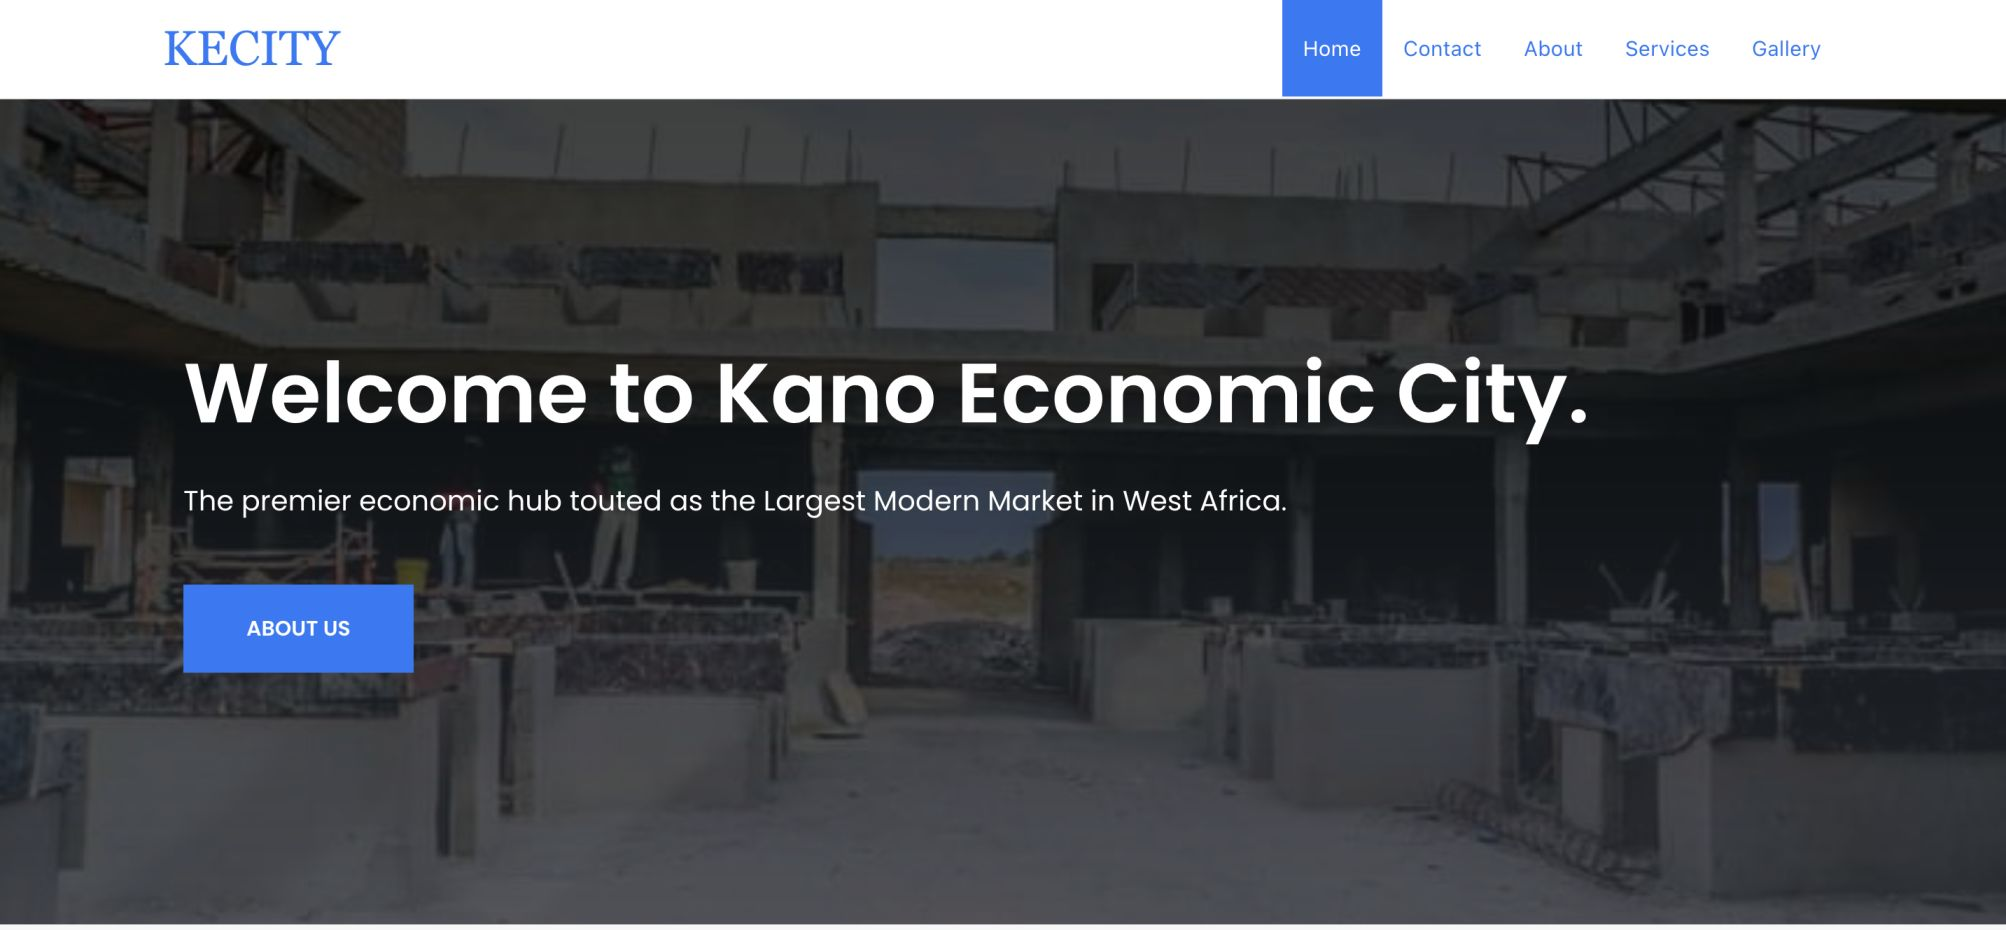 KECITY
Home Contact About Services Gallery
Welcome to Kano Economic City.
The premier economic hub touted as the Largest Modern Market in West Africa.
ABOUT US